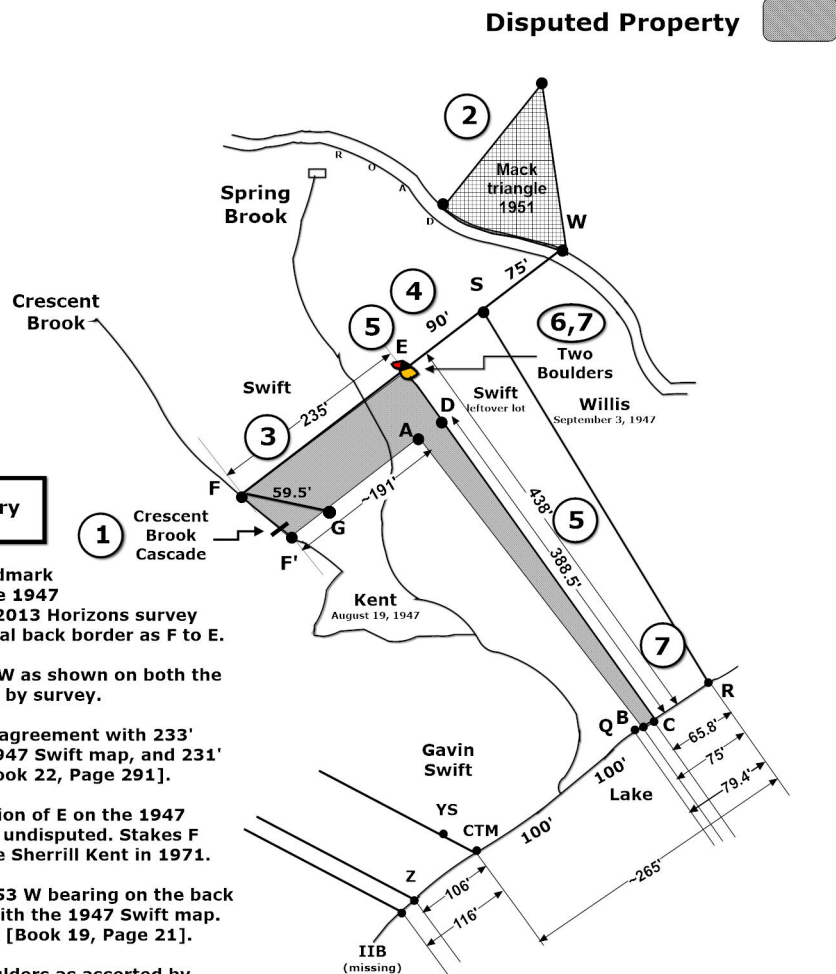 Disputed Property
2
Mack
triangle
1951
R
O
A
D
W
Spring
Brook
75'
S
4
90'
6,7
Crescent
Brook
5
E
Two
Boulders
Swift
Swift
leftover lot
Willis
September 3, 1947
235'
D
3
A
F
59.5'
~191'
438'
5
ry
1
Crescent
Brook
Cascade
G
F'
388.5'
dmark
e 1947
2013 Horizons survey
al back border as F to E.
Kent
August 19, 1947
7
W as shown on both the
by survey.
R
Q
B
C
65.8'
agreement with 233'
947 Swift map, and 231'
ook 22, Page 291].
75'
Gavin
Swift
100'
Lake
79.4'
ion of E on the 1947
undisputed. Stakes F
e Sherrill Kent in 1971.
YS
CTM
100'
~265'
53 W bearing on the back
with the 1947 Swift map.
[Book 19, Page 21].
Z
106'
116'
IIB
(missing)
ulders as asserted by